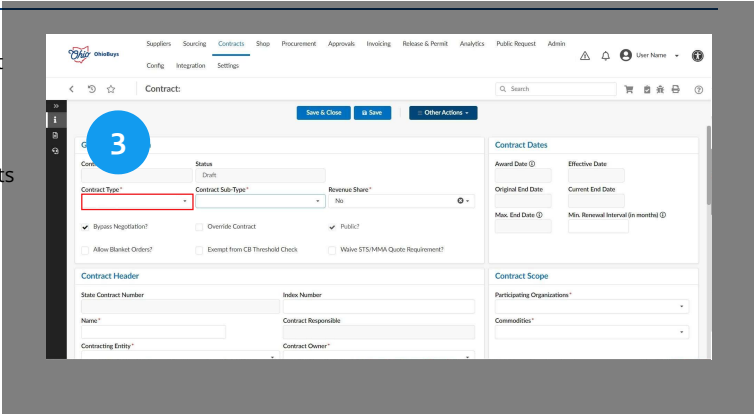 Suppliers Sourcing Contracts Shop Procurement Approvals Invoicing Release & Permit Analytics Public Request Admin
Ohio OhioBuys
User Name
Config Integration Settings
Contract:
Search
Save & Close Save Other Actions
3
Contract Dates
Status
Award Date Effective Date
Draft
Contract Type* Contract Sub-Type* Revenue Share*
Original End Date Current End Date
No
Max. End Date Min. Renewal Interval (in months)
Bypass Negotiation? Override Contract Public?
Allow Blanket Orders? Exempt from CB Threshold Check Waive STS/MMA Quote Requirement?
Contract Header
Contract Scope
State Contract Number Index Number
Participating Organizations*
Name* Contract Responsible
Commodities*
Contracting Entity* Contract Owner*
ts